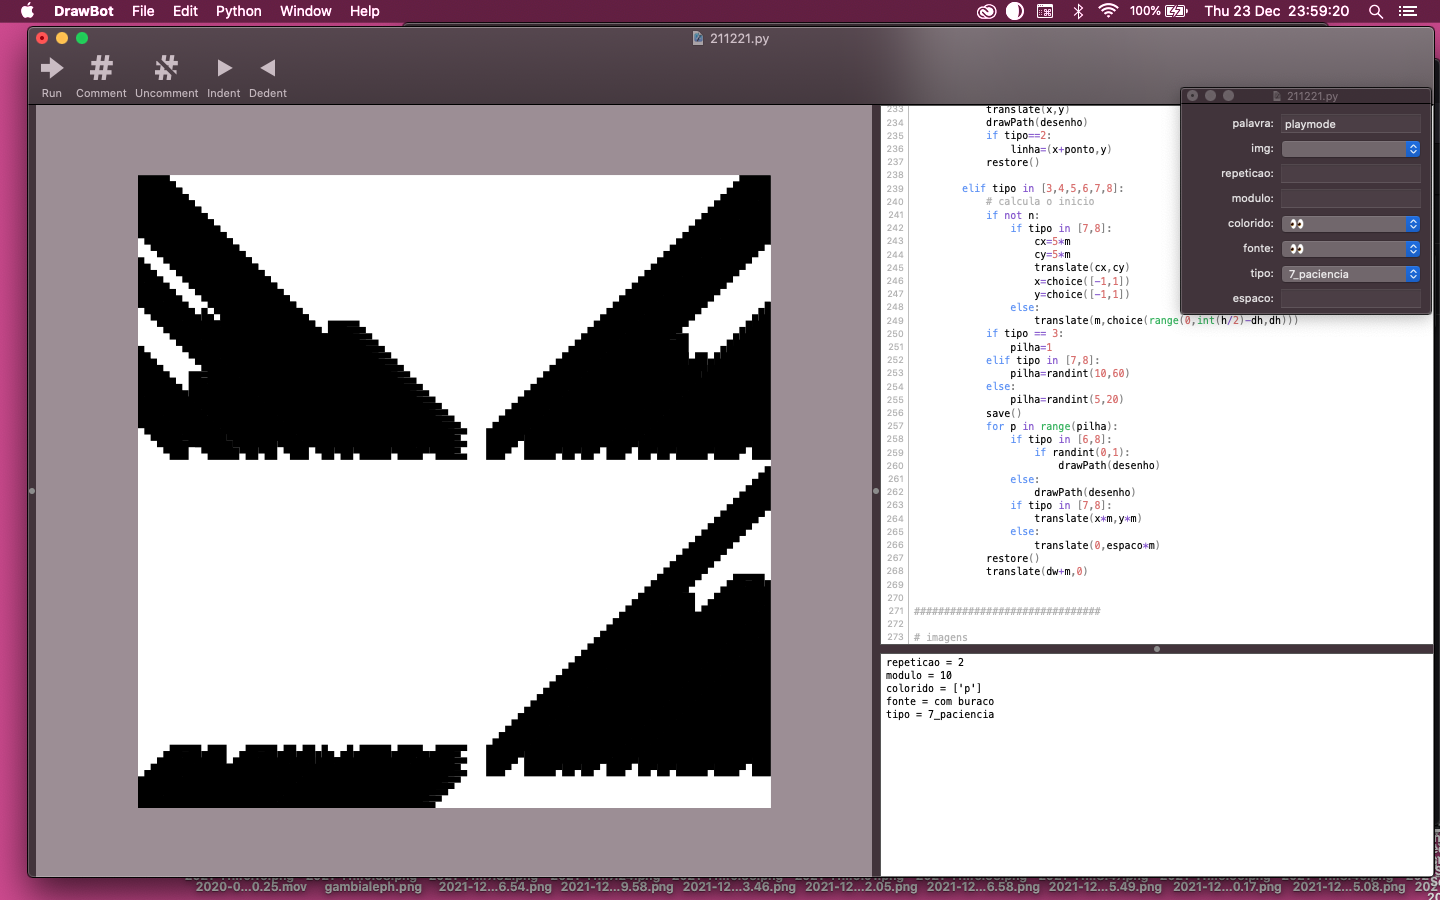 DrawBot File Edit Python Window Help 100% Thu 23 Dec 23:59:20
211221.py
Run Comment Uncomment Indent Dedent
211221.py
palavra: playmode
img:
repeticao:
modulo:
colorido: 👀
fonte: 👀
tipo: 7_paciencia
espaco:
233 translate(x,y)
234 drawPath(desenho)
235 if tipo==2:
236 linha=(x+ponto,y)
237 restore()
238
239 elif tipo in [3,4,5,6,7,8]:
240 # calcula o inicio
241 if not n:
242 if tipo in [7,8]:
243 cx=5*m
244 cy=5*m
245 translate(cx,cy)
246 x=choice([-1,1])
247 y=choice([-1,1])
248 else:
249 translate(m,choice(range(0,int(h/2)-dh,dh)))
250 if tipo == 3:
251 pilha=1
252 elif tipo in [7,8]:
253 pilha=randint(10,60)
254 else:
255 pilha=randint(5,20)
256 save()
257 for p in range(pilha):
258 if tipo in [6,8]:
259 if randint(0,1):
260 drawPath(desenho)
261 else:
262 drawPath(desenho)
263 if tipo in [7,8]:
264 translate(x*m,y*m)
265 else:
266 translate(0,espaco*m)
267 restore()
268 translate(dw+m,0)
269
270
271 ###############################
272
273 # imagens
repeticao = 2
modulo = 10
colorido = ['p']
fonte = com buraco
tipo = 7_paciencia
2020-0...0.25.mov gambialeph.png 2021-12...6.54.png 2021-12...9.58.png 2021-12...3.46.png 2021-12...2.05.png 2021-12...6.58.png 2021-12...5.49.png 2021-12...0.17.png 2021-12...5.08.png